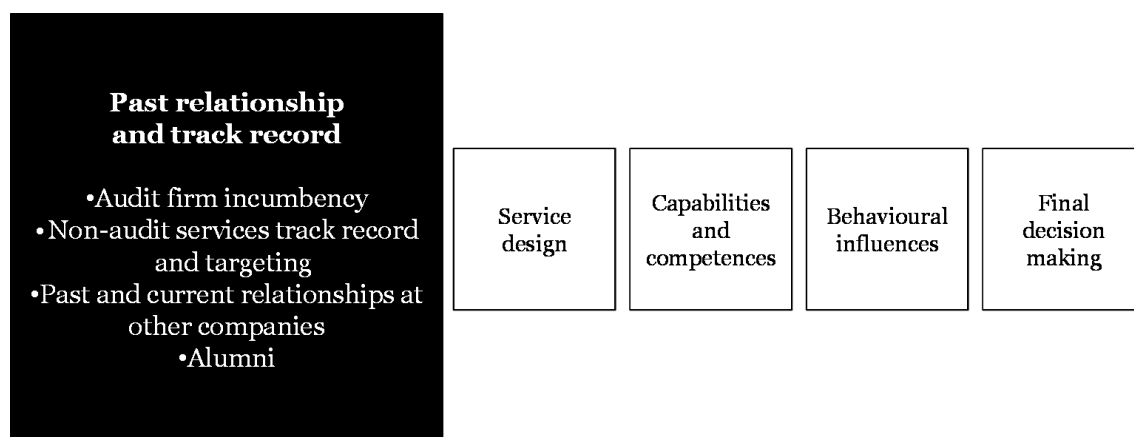 Past relationship
and track record
•Audit firm incumbency
•Non-audit services track record
and targeting
•Past and current relationships at
other companies
•Alumni
Service
design
Capabilities
and
competences
Behavioural
influences
Final
decision
making